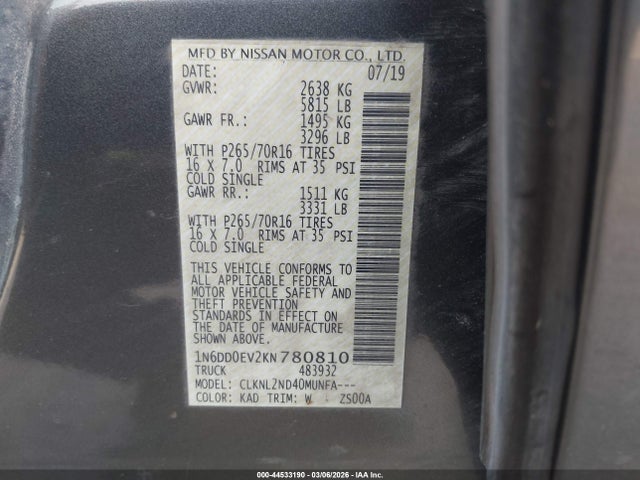 MFD BY NISSAN MOTOR CO., LTD.
DATE: 07/19
GVWR: 2638 KG
5815 LB
GAWR FR.: 1495 KG
3296 LB
WITH P265/70R16 TIRES
16 X 7.0 RIMS AT 35 PSI
COLD SINGLE
GAWR RR.: 1511 KG
3331 LB
WITH P265/70R16 TIRES
16 X 7.0 RIMS AT 35 PSI
COLD SINGLE
THIS VEHICLE CONFORMS TO
ALL APPLICABLE FEDERAL
MOTOR VEHICLE SAFETY AND
THEFT PREVENTION
STANDARDS IN EFFECT ON
THE DATE OF MANUFACTURE
SHOWN ABOVE.
1N6DD0EV2KN780810
TRUCK 483932
MODEL: CLKNL2ND40MUNFA---
COLOR: KAD TRIM: W - ZS00A
000-44533190 - 03/06/2026 - IAA Inc.